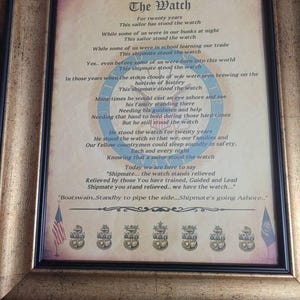 The Watch
For twenty years
This sailor has stood the watch
While some of us were in our bunks at night
This sailor stood the watch
While some of us were in school learning our trade
This shipmate stood the watch
Yes.. even before some of us were born into this world
This shipmate stood the watch
In those years when the storm clouds of war were seen brewing on the
horizon of history
This shipmate stood the watch
Many times he would cast an eye ashore and see
his family standing there
Needing his guidance and help
Needing that hand to hold during those hard times
But he still stood the watch
He stood the watch for twenty years
He stood the watch so that we, our families and
Our fellow countrymen could sleep soundly in safety,
Each and every night
Knowing that a sailor stood the watch
Today we are here to say
"Shipmate... the watch stands relieved
Relieved by those You have trained, Guided and Lead
Shipmate you stand relieved.. we have the watch..."
"Boatswain..Standby to pipe the side...Shipmate's going Ashore.."